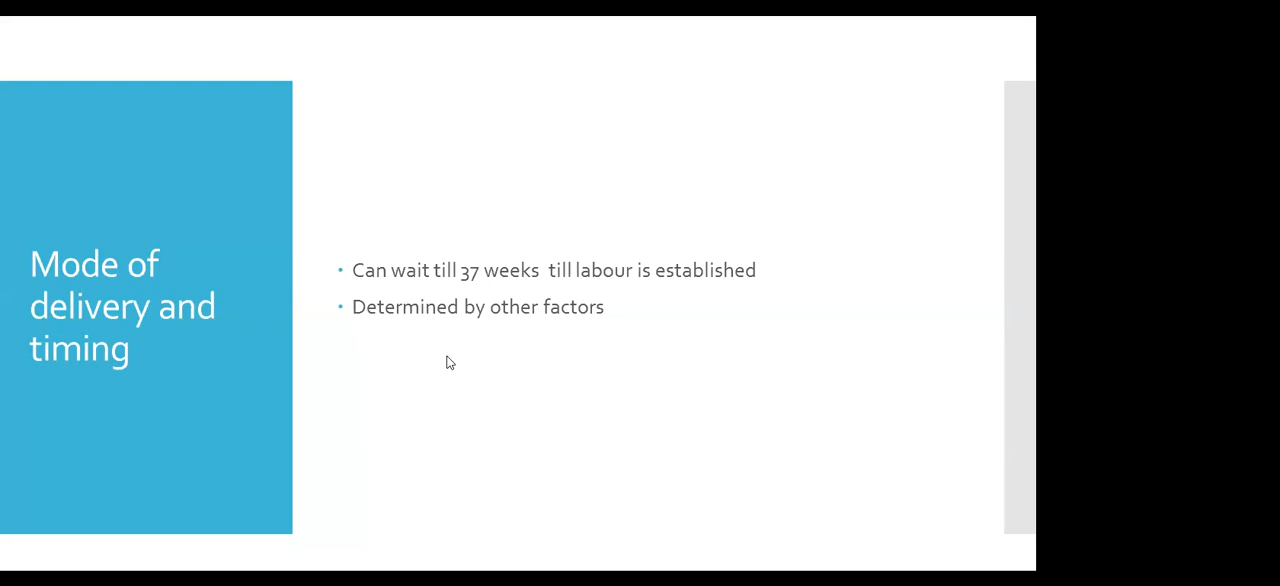 Mode of
delivery and
timing
• Can wait till 37 weeks  till labour is established
• Determined by other factors